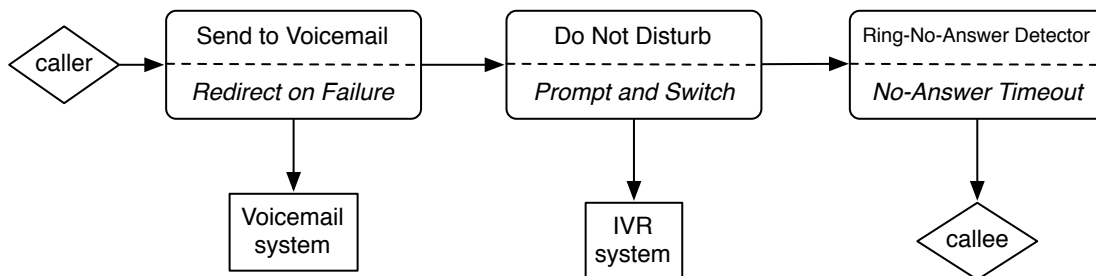 caller
Send to Voicemail
Redirect on Failure
Do Not Disturb
Prompt and Switch
Ring-No-Answer Detector
No-Answer Timeout
Voicemail
system
IVR
system
callee